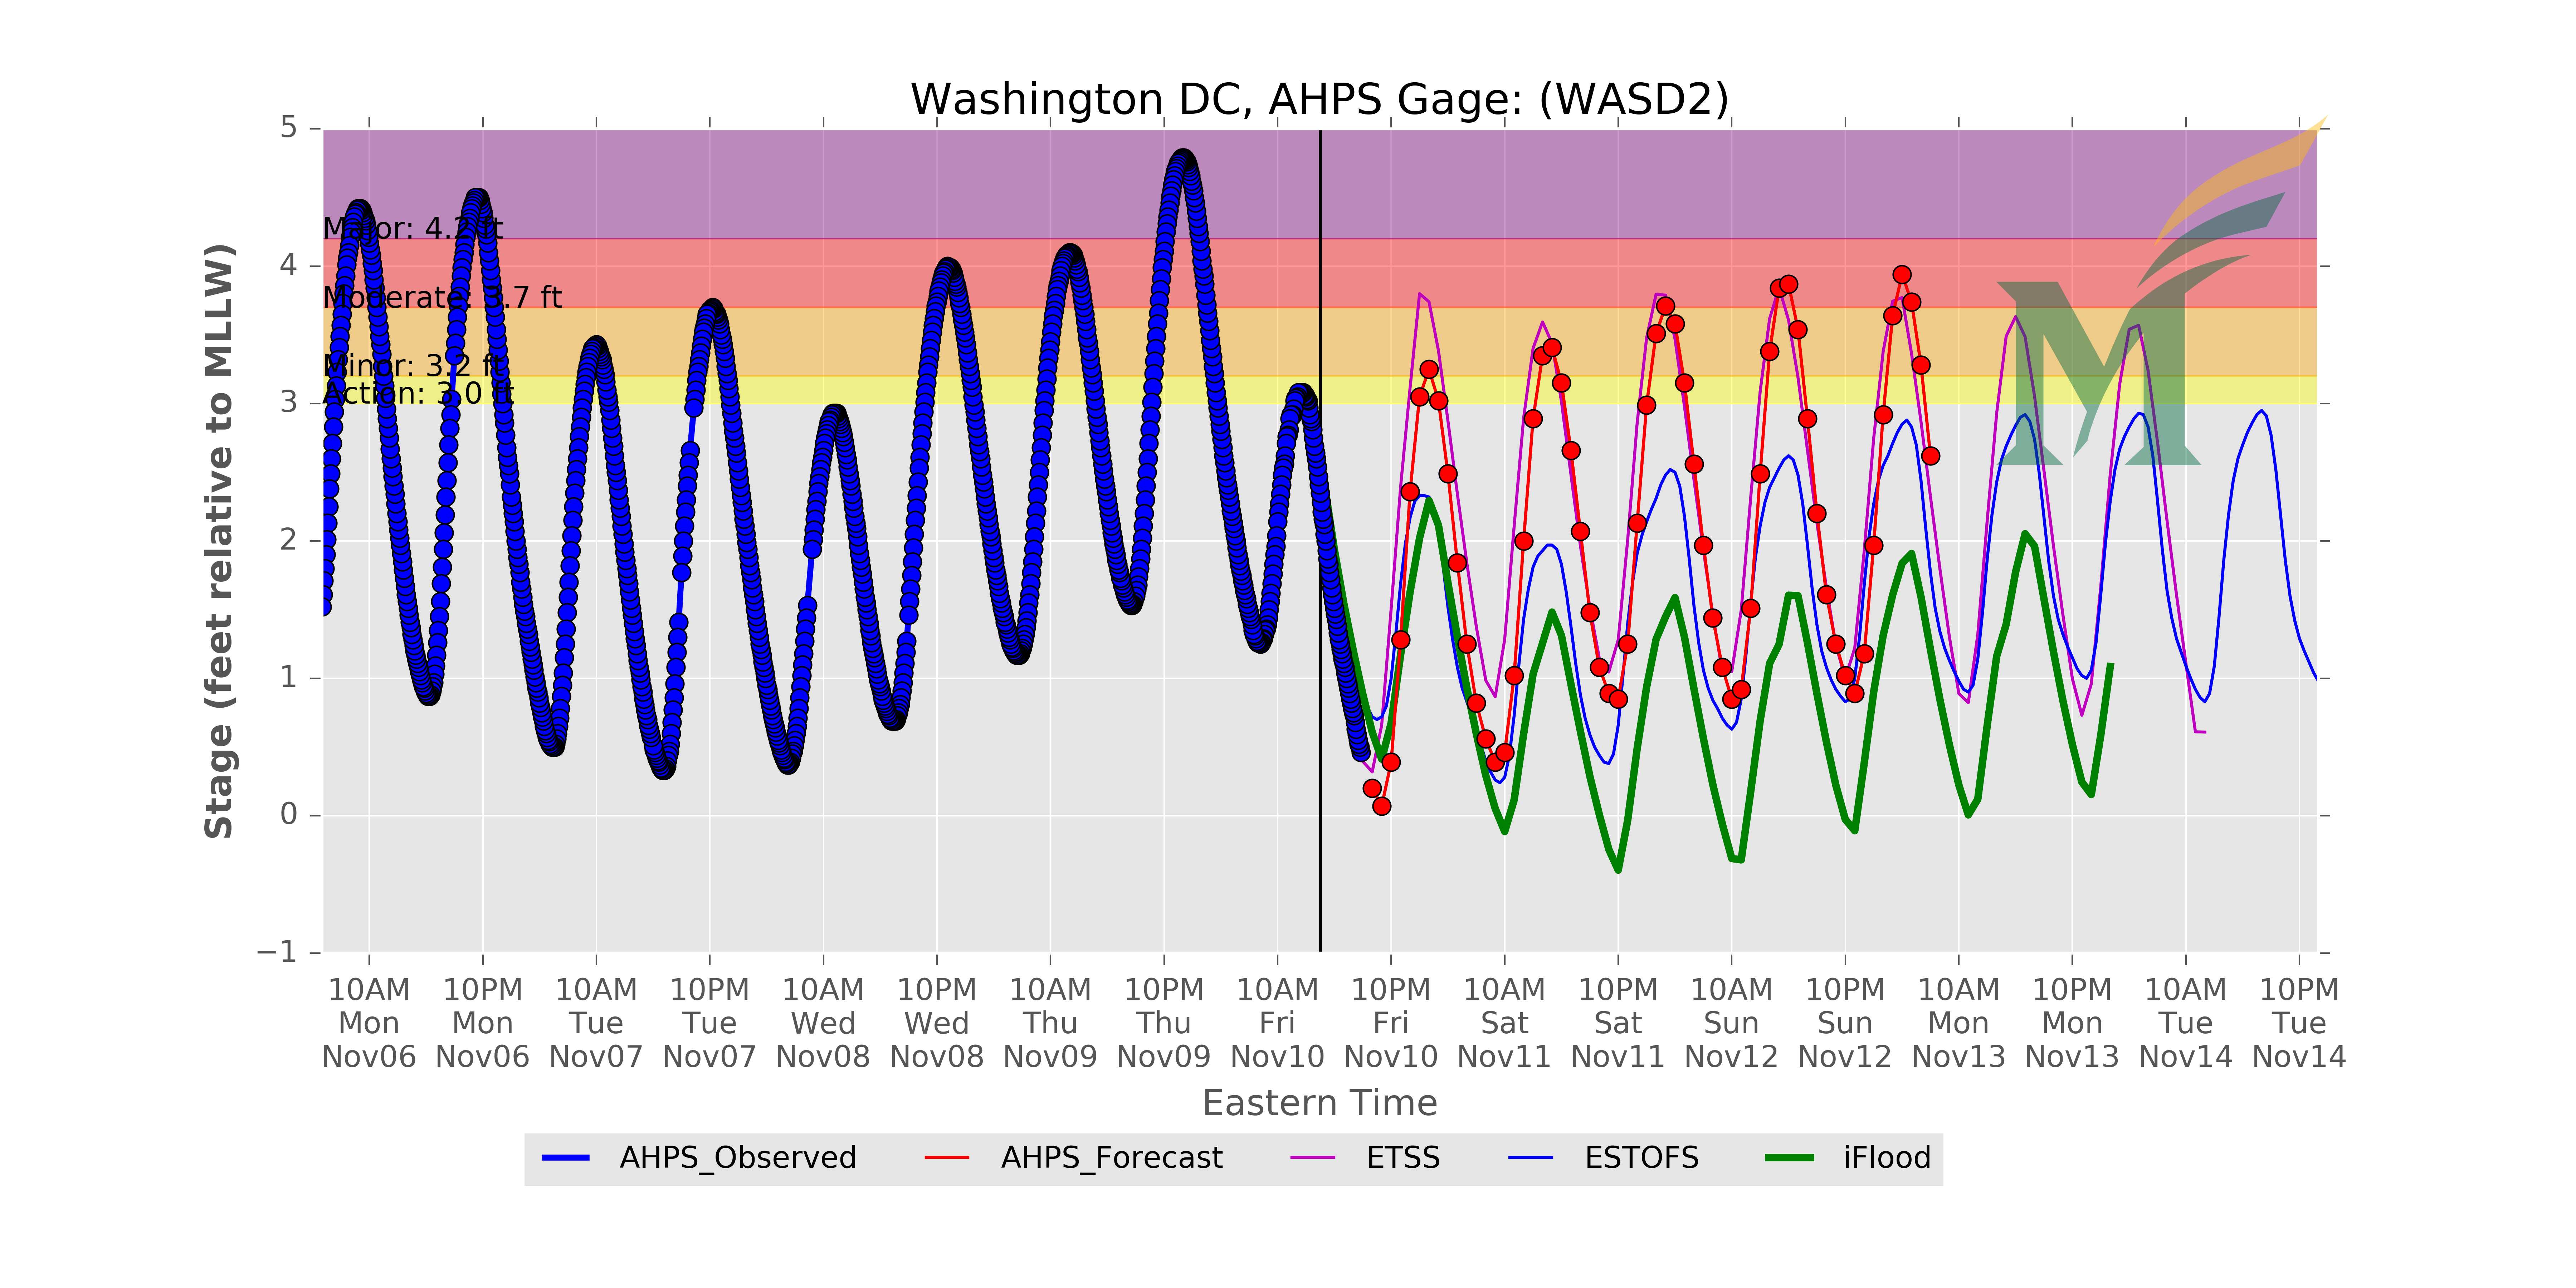 Washington DC, AHPS Gage: (WASD2)
Stage (feet relative to MLLW)
5
4
3
2
1
0
−1
Major: 4.2 ft
Moderate: 3.7 ft
Minor: 3.2 ft
Action: 3.0 ft
10AM 10PM 10AM 10PM 10AM 10PM 10AM 10PM 10AM 10PM 10AM 10PM 10AM 10PM 10AM 10PM 10AM 10PM
Mon Mon Tue Tue Wed Wed Thu Thu Fri Fri Sat Sat Sun Sun Mon Mon Tue Tue
Nov06 Nov06 Nov07 Nov07 Nov08 Nov08 Nov09 Nov09 Nov10 Nov10 Nov11 Nov11 Nov12 Nov12 Nov13 Nov13 Nov14 Nov14
Eastern Time
AHPS_Observed AHPS_Forecast ETSS ESTOFS iFlood